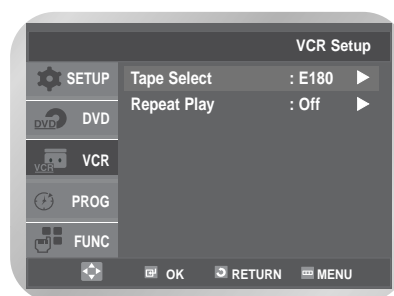 VCR Setup
SETUP
Tape Select : E180
DVD DVD
Repeat Play : Off
VCR VCR
PROG
FUNC
OK RETURN MENU